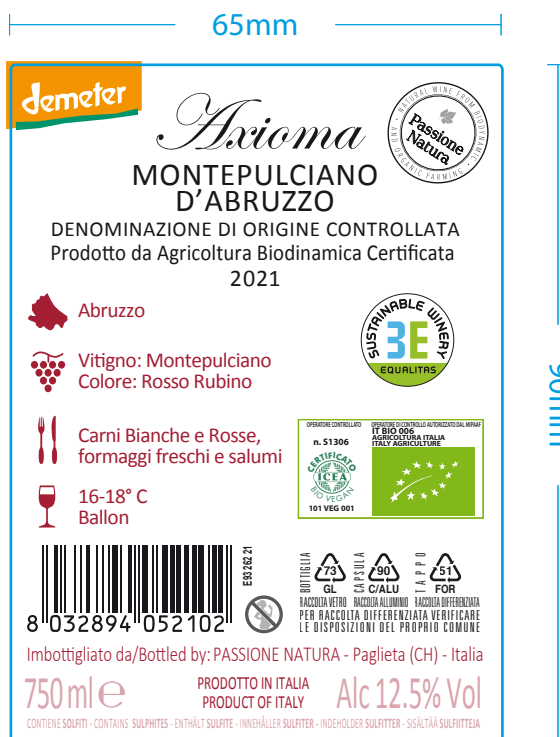 65mm
demeter
Axioma
NATURAL WINE FROM BIODYNAMIC AND ORGANIC FARMING
Passione
Natura
MONTEPULCIANO
D'ABRUZZO
DENOMINAZIONE DI ORIGINE CONTROLLATA
Prodotto da Agricoltura Biodinamica Certificata
2021
Abruzzo
SUSTAINABLE WINERY
3E
EQUALITAS
90mm
Vitigno: Montepulciano
Colore: Rosso Rubino
Carni Bianche e Rosse,
formaggi freschi e salumi
OPERATORE CONTROLLATO
n. S1306
CERTIFICATO
ICEA
BIO VEGAN
101 VEG 001
OPERATORE DI CONTROLLO AUTORIZZATO DAL MIPAAF
IT BIO 006
AGRICOLTURA ITALIA
ITALY AGRICULTURE
16-18° C
Ballon
8 032894 052102
E93 262 21
BOTTIGLIA
73
GL
RACCOLTA VETRO
CAPSULA
90
C/ALU
RACCOLTA ALLUMINIO
TAPPO
51
FOR
RACCOLTA DIFFERENZIATA
PER RACCOLTA DIFFERENZIATA VERIFICARE
LE DISPOSIZIONI DEL PROPRIO COMUNE
Imbottigliato da/Bottled by: PASSIONE NATURA - Paglieta (CH) - Italia
750 ml e
PRODOTTO IN ITALIA
PRODUCT OF ITALY
Alc 12.5% Vol
CONTIENE SOLFITI - CONTAINS SULPHITES - ENTHÄLT SULFITE - INNEHÅLLER SULFITER - INDEHOLDER SULFITTER - SISÄLTÄÄ SULFIITTEJA